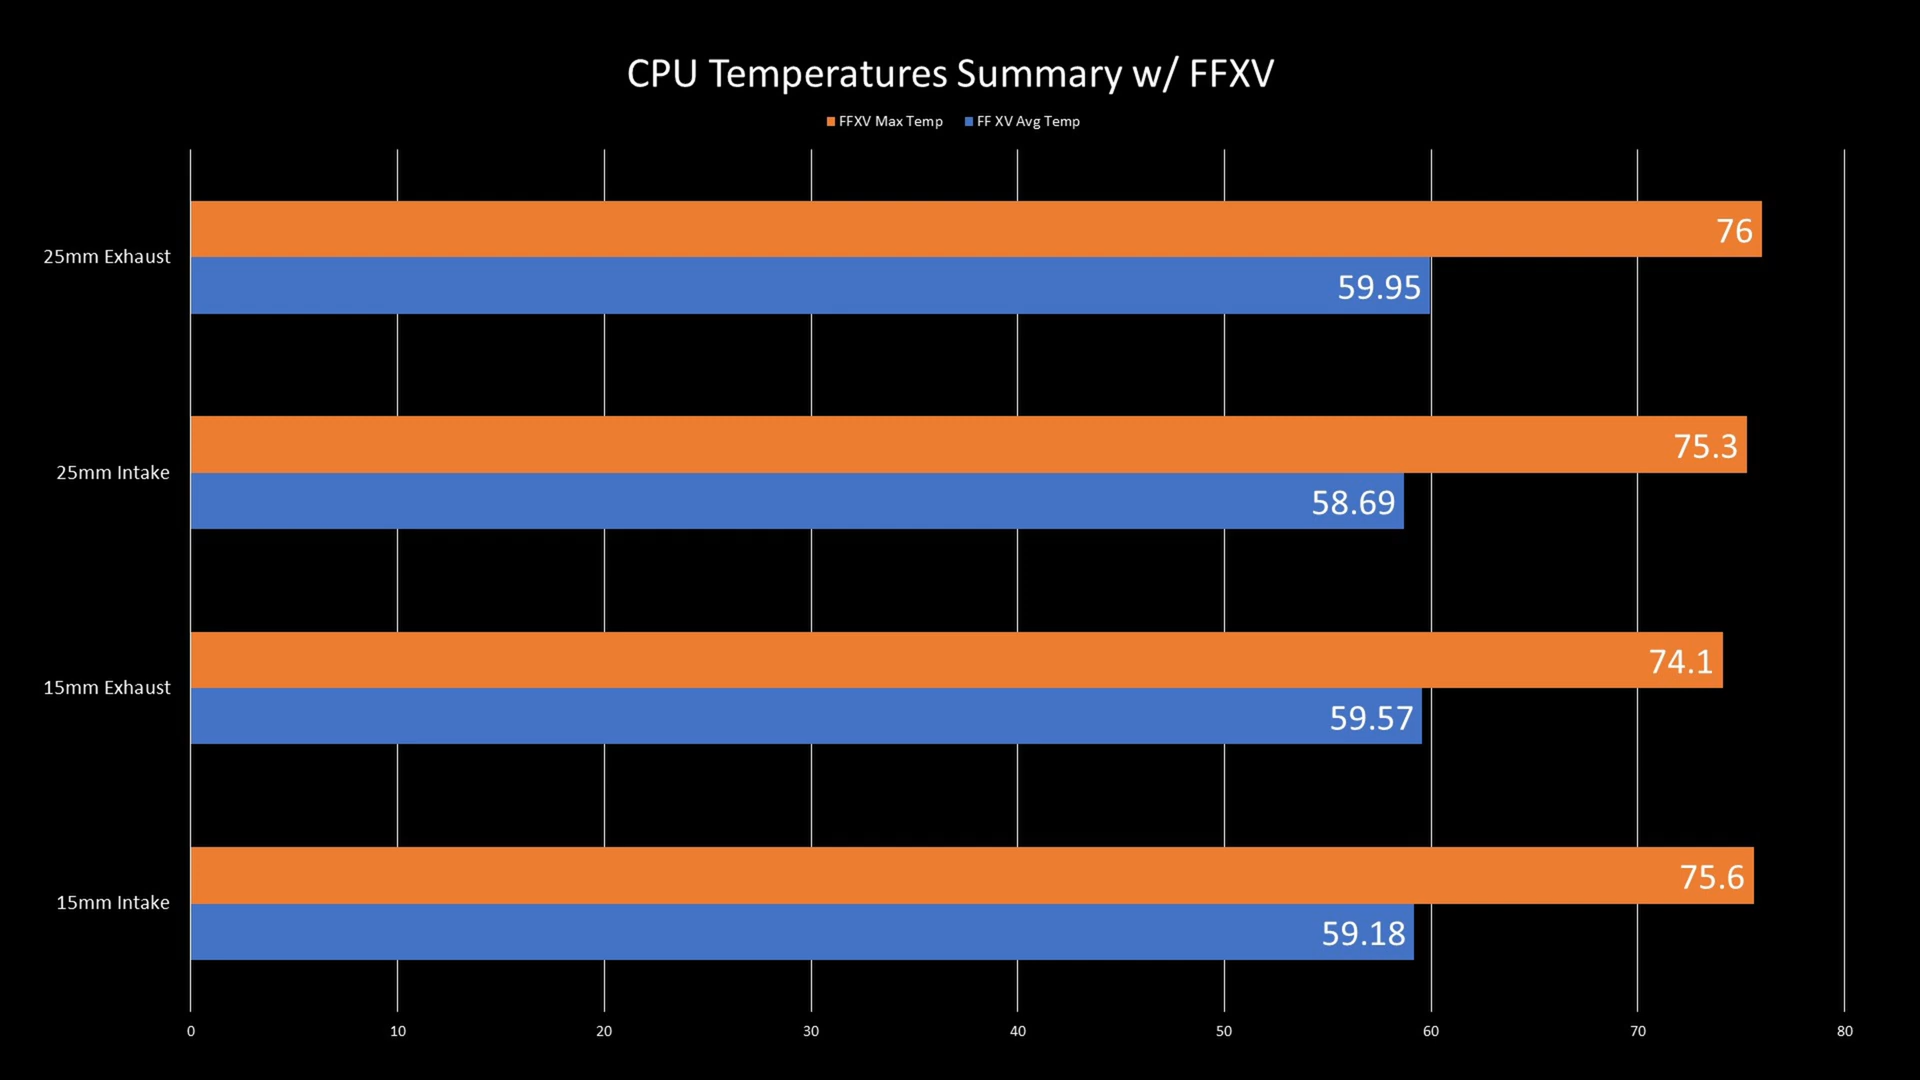 CPU Temperatures Summary w/ FFXV
FFXV Max Temp FF XV Avg Temp
25mm Exhaust
76
59.95
25mm Intake
75.3
58.69
15mm Exhaust
74.1
59.57
15mm Intake
75.6
59.18
0 10 20 30 40 50 60 70 80